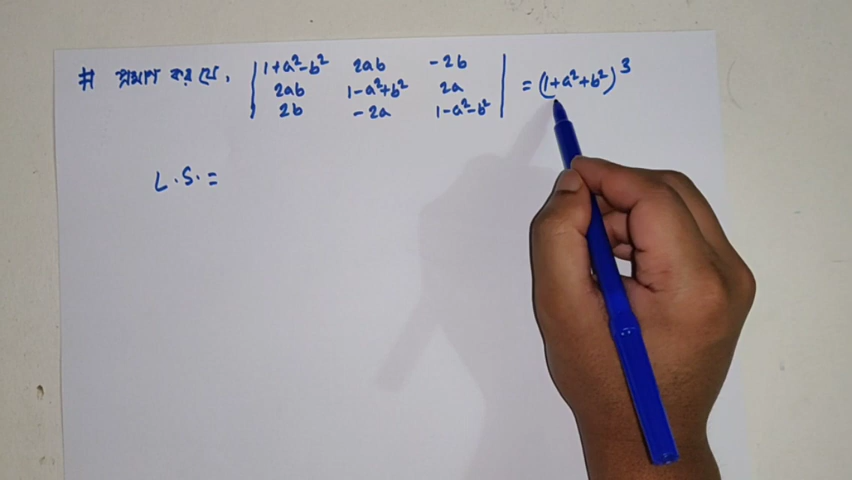 # প্রমাণ কর যে, | 1+a²-b² 2ab -2b | = (1+a²+b²)³
| 2ab 1-a²+b² 2a |
| 2b -2a 1-a²-b² |
L.S. =